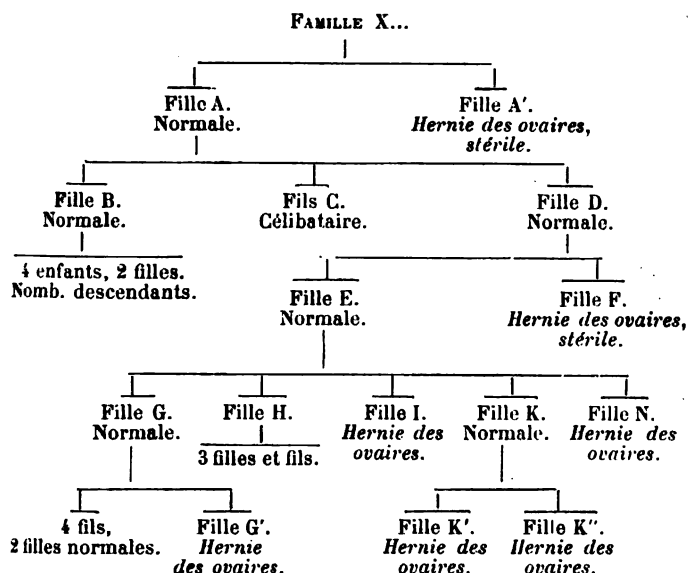 FAMILLE X...
Fille A.
Normale.
Fille A'.
Hernie des ovaires,
stérile.
Fille B.
Normale.
Fils C.
Célibataire.
Fille D.
Normale.
4 enfants, 2 filles.
Nomb. descendants.
Fille E.
Normale.
Fille F.
Hernie des ovaires,
stérile.
Fille G.
Normale.
Fille H.
3 filles et fils.
Fille I.
Hernie des
ovaires.
Fille K.
Normale.
Fille N.
Hernie des
ovaires.
4 fils,
2 filles normales.
Fille G'.
Hernie
des ovaires.
Fille K'.
Hernie des
ovaires.
Fille K".
Hernie des
ovaires.